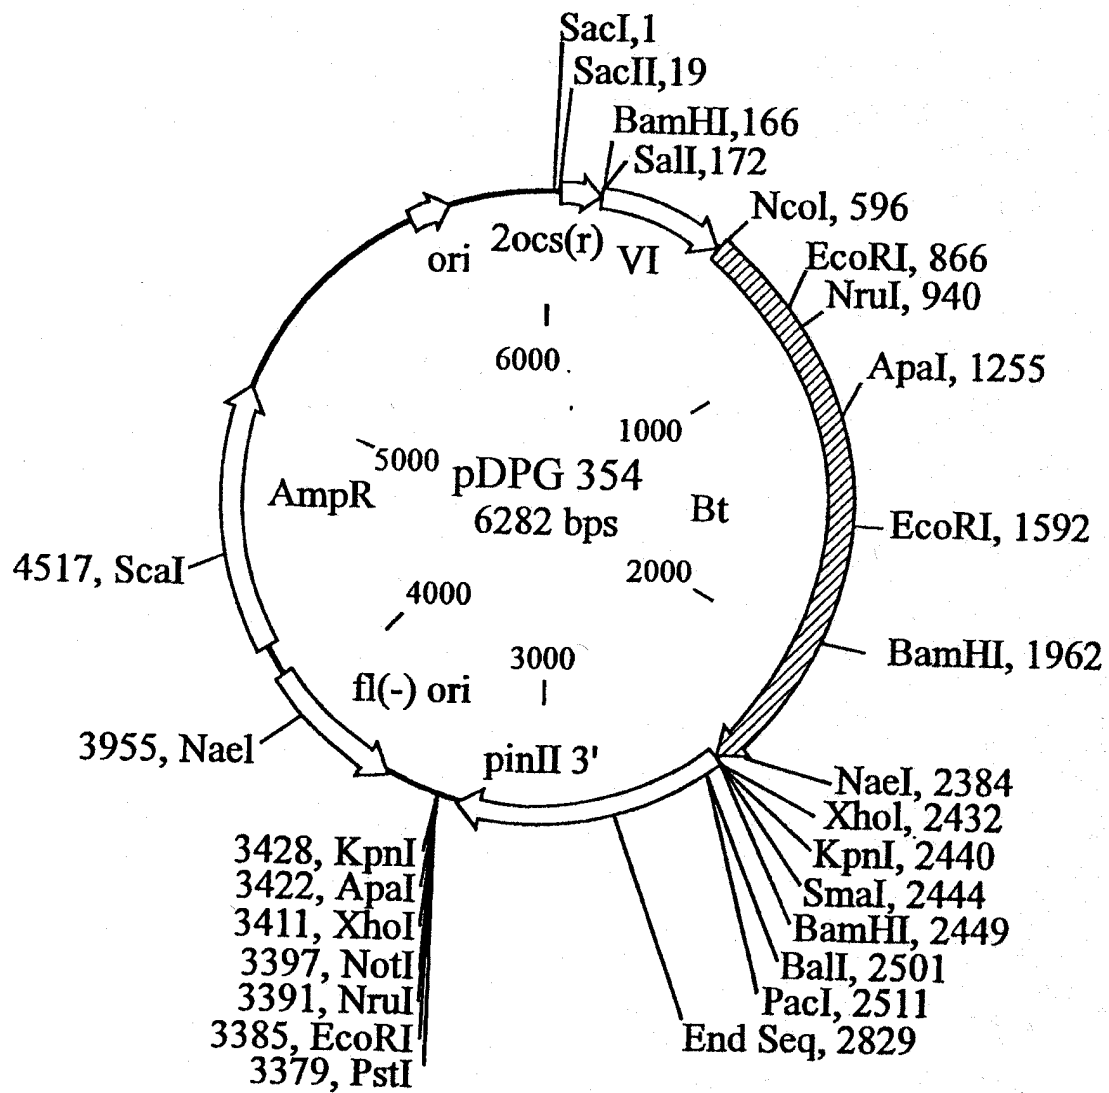 SacI,1
SacII,19
BamHI,166
SalI,172
Ncol, 596
EcoRI, 866
NruI, 940
ApaI, 1255
EcoRI, 1592
BamHI, 1962
NaeI, 2384
Xhol, 2432
KpnI, 2440
SmaI, 2444
BamHI, 2449
BalI, 2501
PacI, 2511
End Seq, 2829
3428, KpnI
3422, ApaI
3411, XhoI
3397, NotI
3391, NruI
3385, EcoRI
3379, PstI
3955, Nael
4517, ScaI
ori
2ocs(r)
VI
Bt
pinII 3'
fl(-) ori
AmpR
6000
1000
2000
3000
4000
5000
pDPG 354
6282 bps